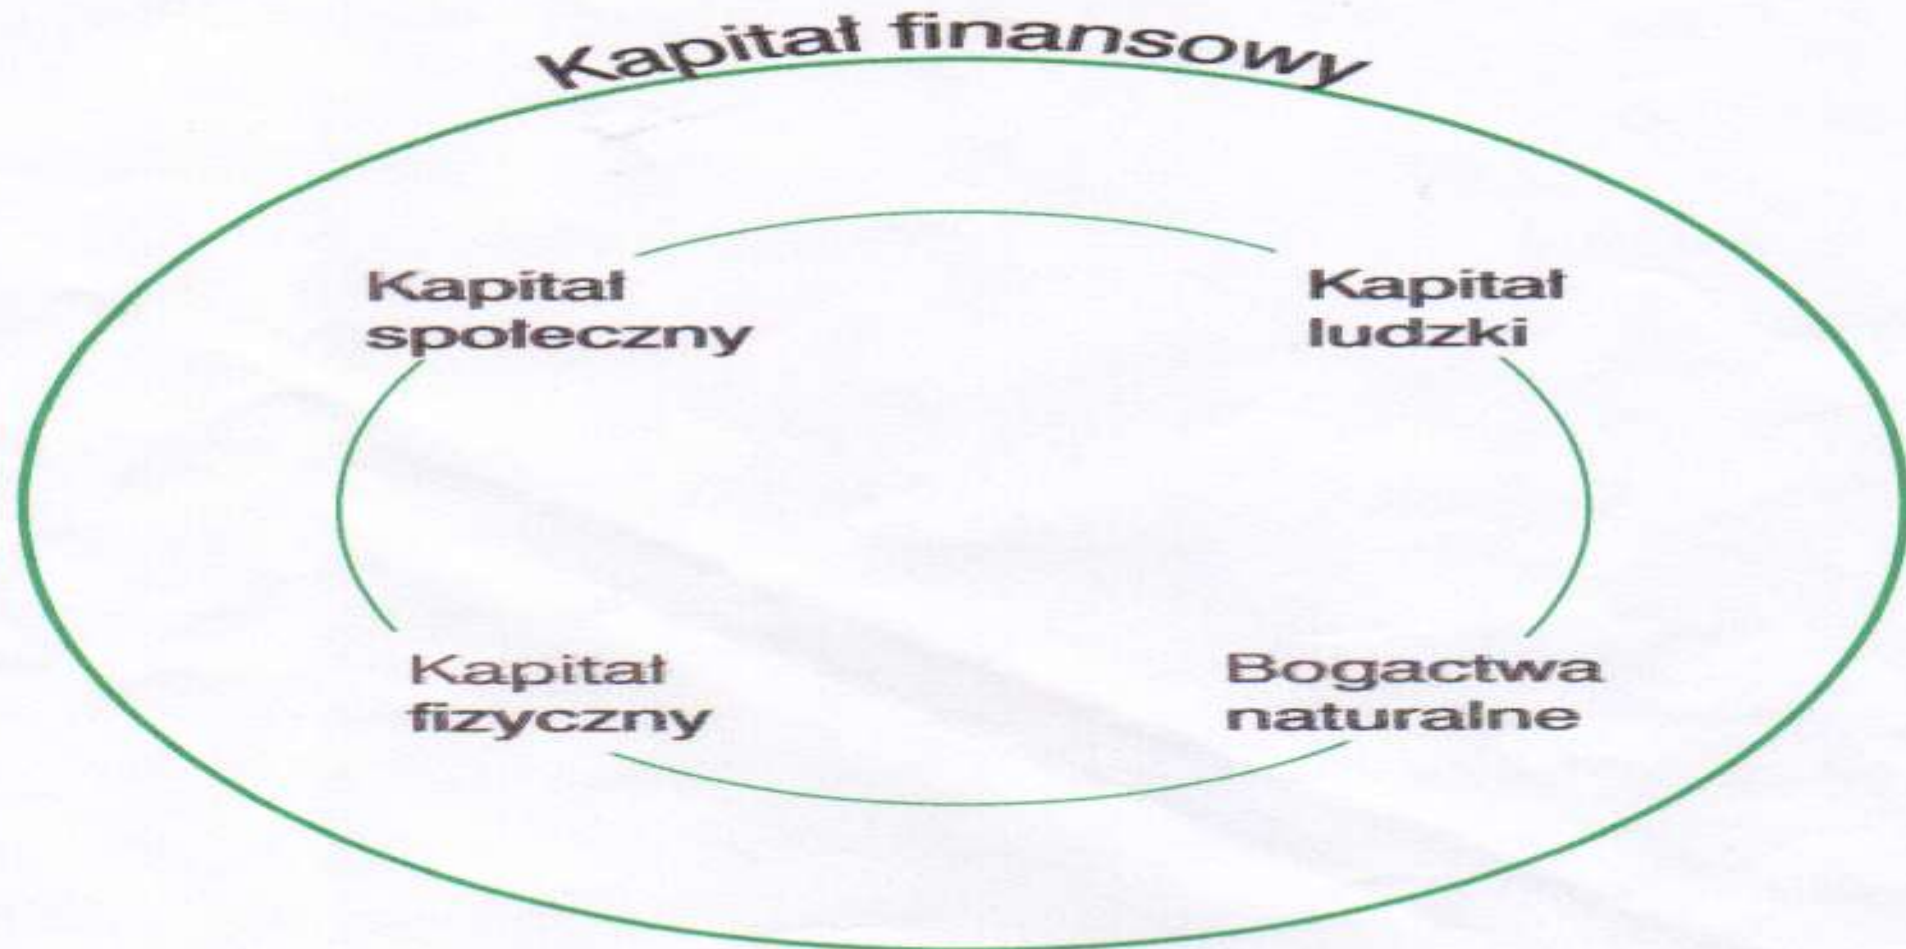 Kapitał finansowy
Kapitał
społeczny
Kapitał
ludzki
Kapitał
fizyczny
Bogactwa
naturalne